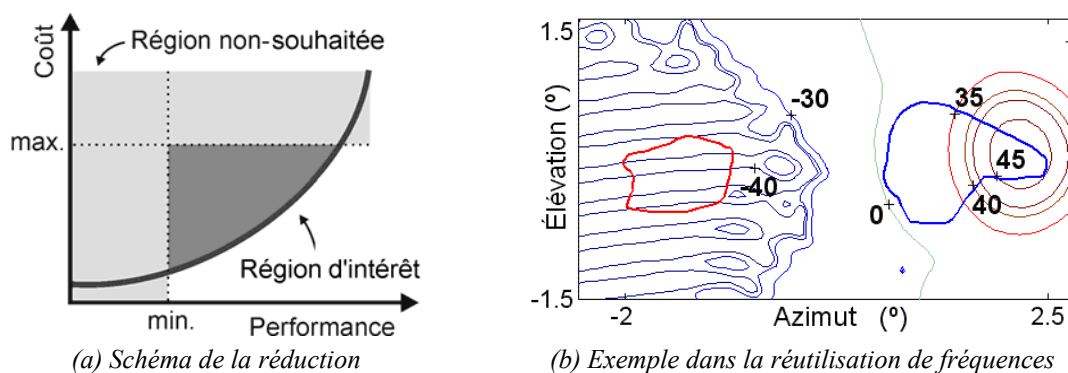 Coût
Région non-souhaitée
max.
Région d'intérêt
min.
Performance
(a) Schéma de la réduction
1.5
Élévation (º)
-1.5
-30
-40
35
45
40
0
-2
Azimut (º)
2.5
(b) Exemple dans la réutilisation de fréquences